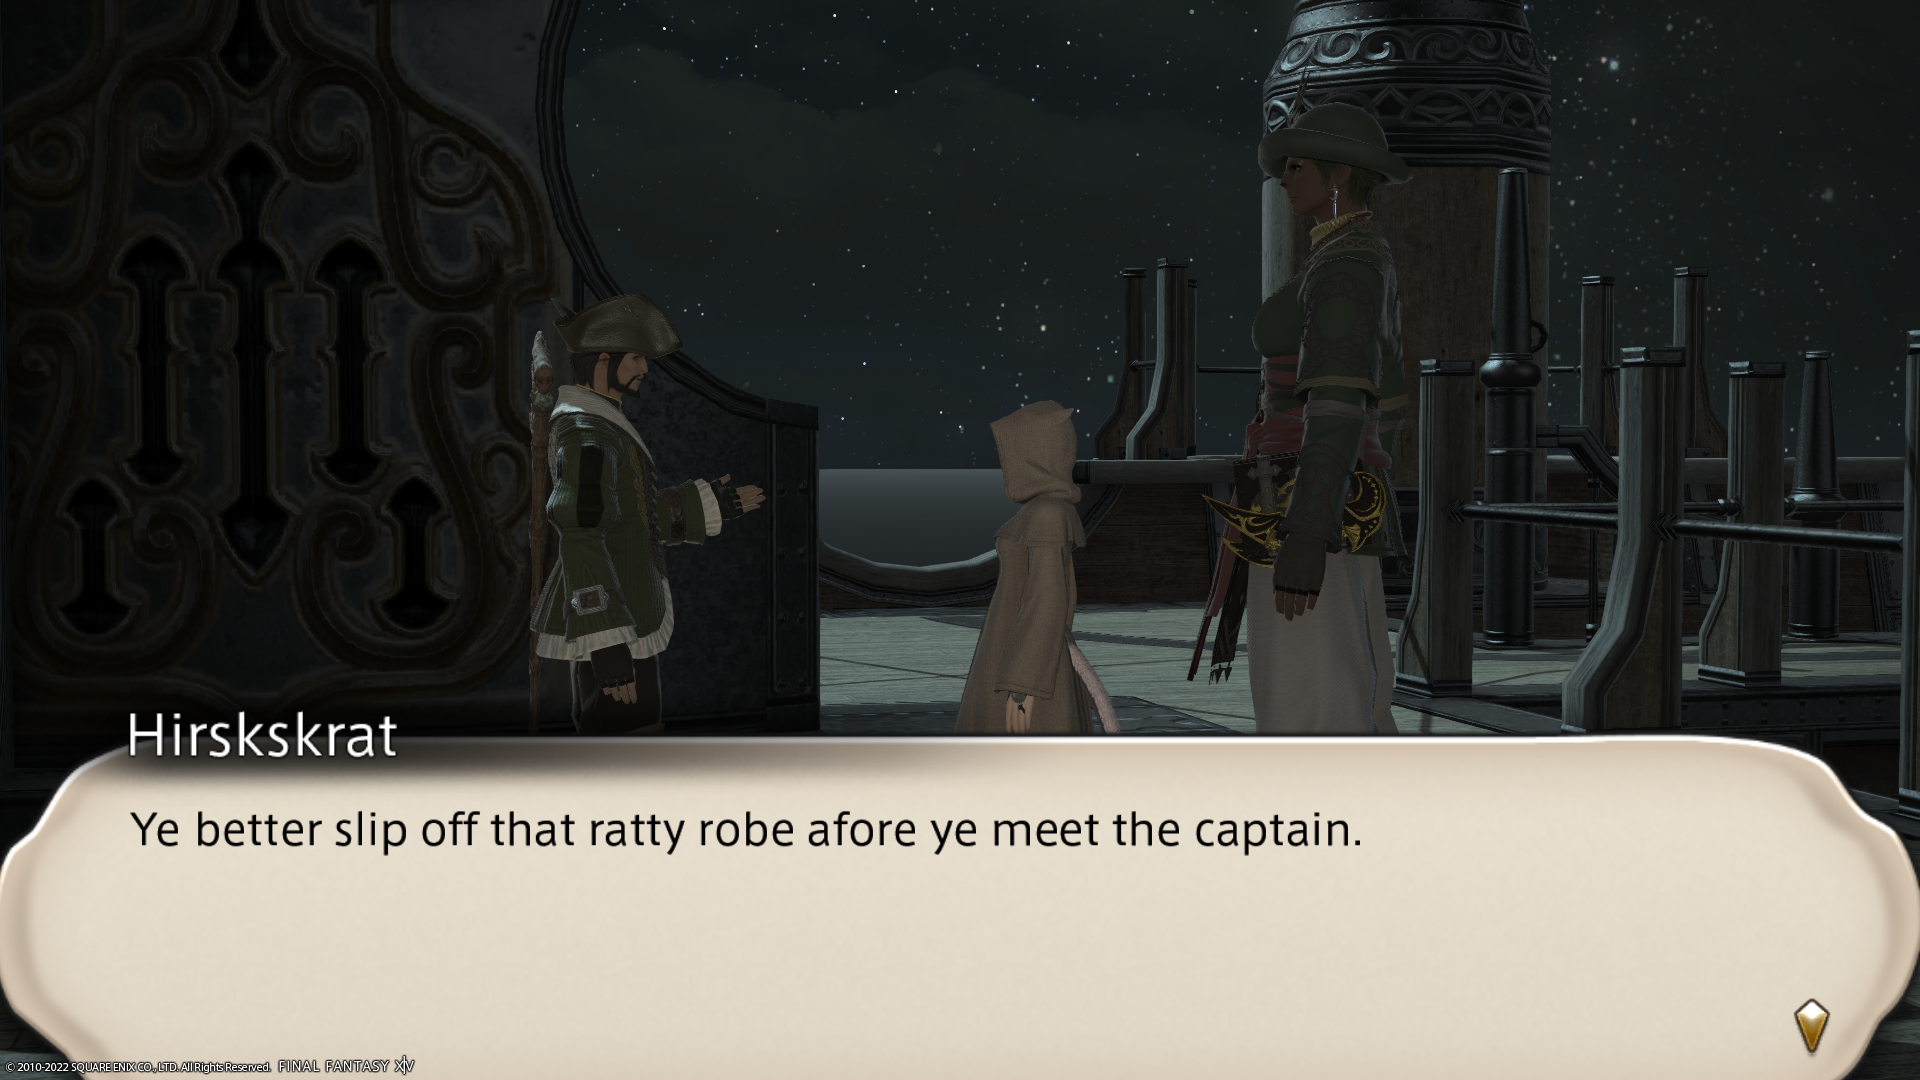 Hirskskrat
Ye better slip off that ratty robe afore ye meet the captain.
© 2010-2022 SQUARE ENIX CO., LTD. All Rights Reserved. FINAL FANTASY XIV